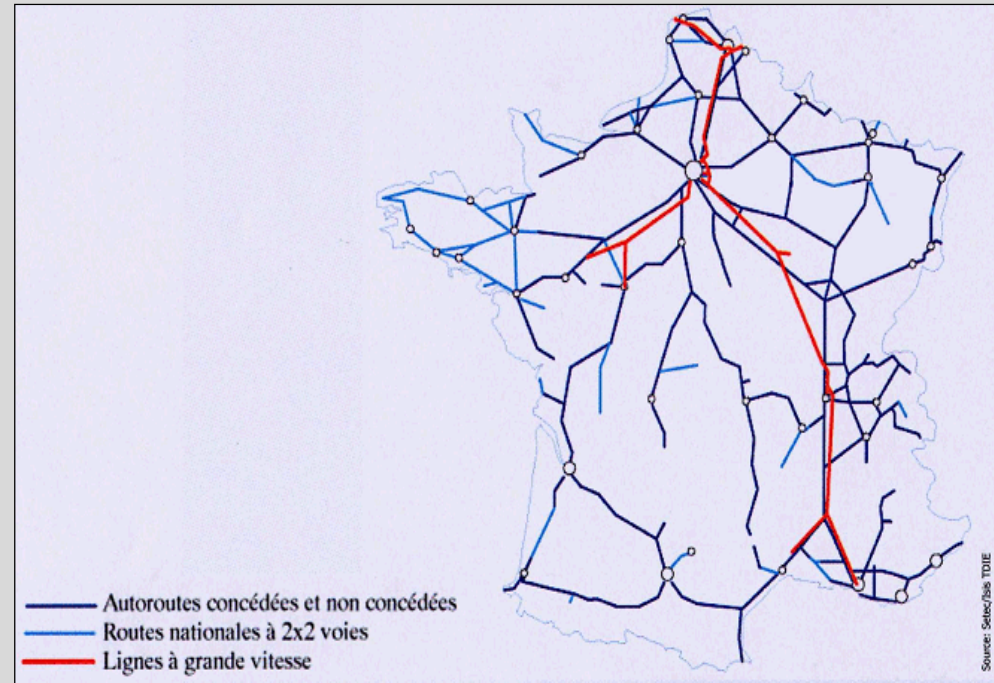 Autoroutes concédées et non concédées
Routes nationales à 2x2 voies
Lignes à grande vitesse
Source: Setec/Isis TDIE